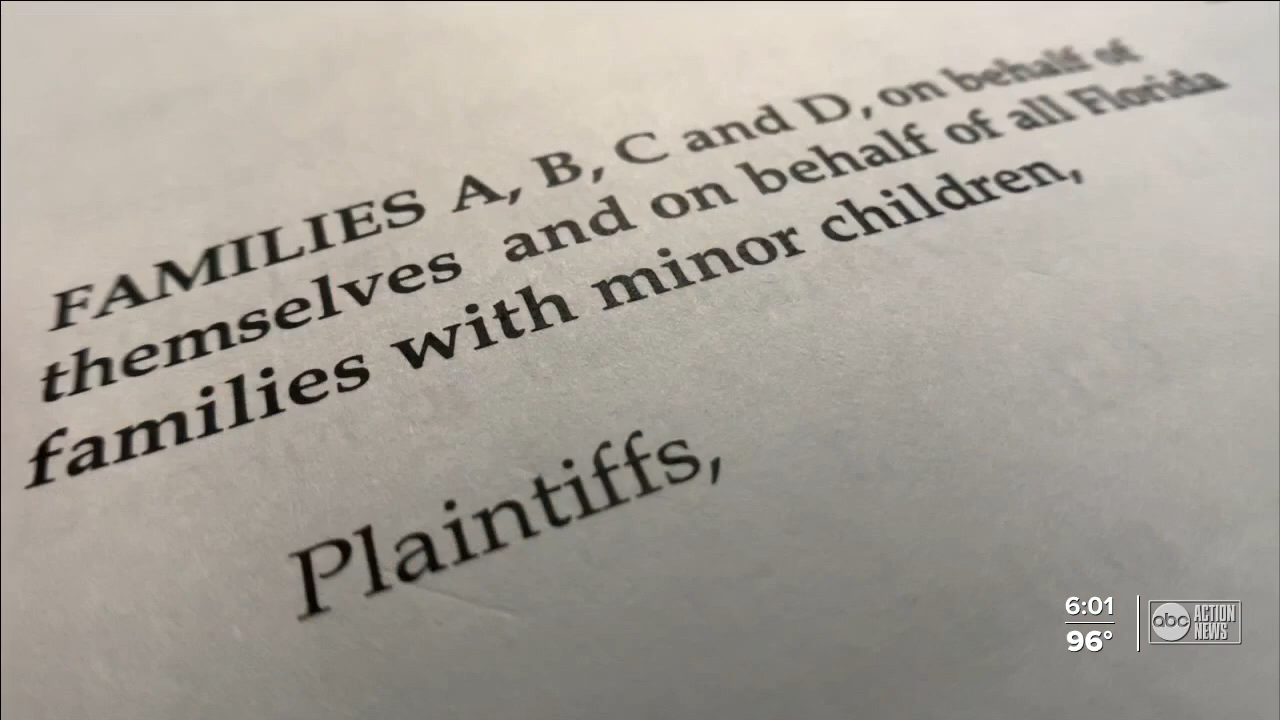 FAMILIES A, B, C and D, on behalf of
themselves and on behalf of all Florida
families with minor children,
Plaintiffs,
6:01
96°
abc ACTION
NEWS